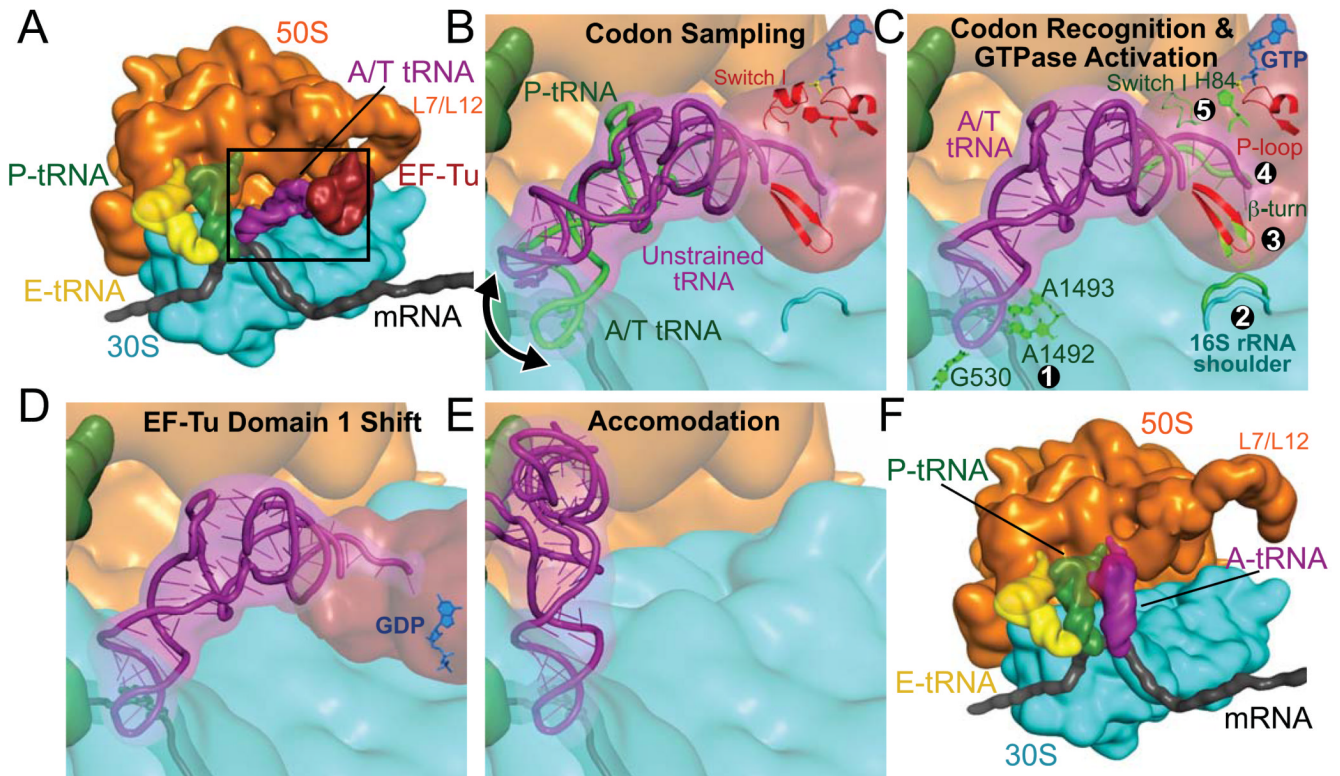 A
50S
A/T tRNA
L7/L12
P-tRNA
EF-Tu
E-tRNA
mRNA
30S
B
Codon Sampling
P-tRNA
Switch I
GTP
Unstrained
tRNA
A/T tRNA
C
Codon Recognition &
GTPase Activation
Switch I H84
GTP
5
A/T
tRNA
P-loop
4
β-turn
3
A1493
2
A1492
16S rRNA
shoulder
G530
1
D
EF-Tu Domain 1 Shift
GDP
E
Accomodation
F
50S
L7/L12
P-tRNA
A-tRNA
E-tRNA
mRNA
30S